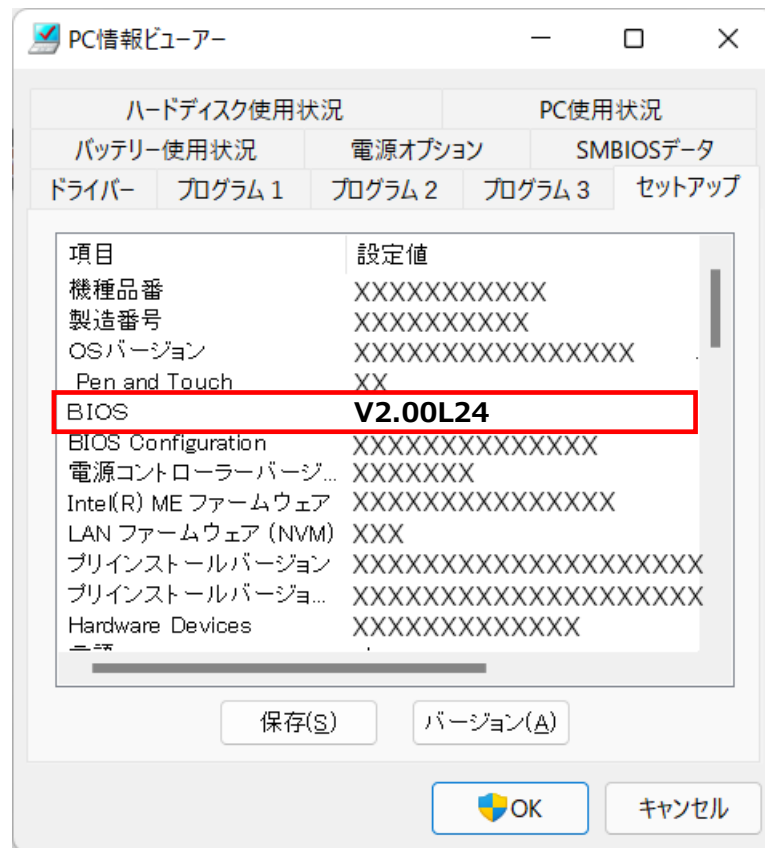 PC情報ビューアー
ハードディスク使用状況 PC使用状況
バッテリー使用状況 電源オプション SMBIOSデータ
ドライバー プログラム 1 プログラム 2 プログラム 3 セットアップ
項目 設定値
機種品番 XXXXXXXXXXX
製造番号 XXXXXXXXXX
OSバージョン XXXXXXXXXXXXXXXX .
Pen and Touch XX
BIOS V2.00L24
BIOS Configuration XXXXXXXXXXXXXX
電源コントローラーバージ... XXXXXXX
Intel(R) ME ファームウェア XXXXXXXXXXXXXXX
LAN ファームウェア (NVM) XXX
プリインストールバージョン XXXXXXXXXXXXXXXXXXXX
プリインストールバージョ... XXXXXXXXXXXXXXXXXXXX
Hardware Devices XXXXXXXXXXXXX
保存(S) バージョン(A)
OK キャンセル